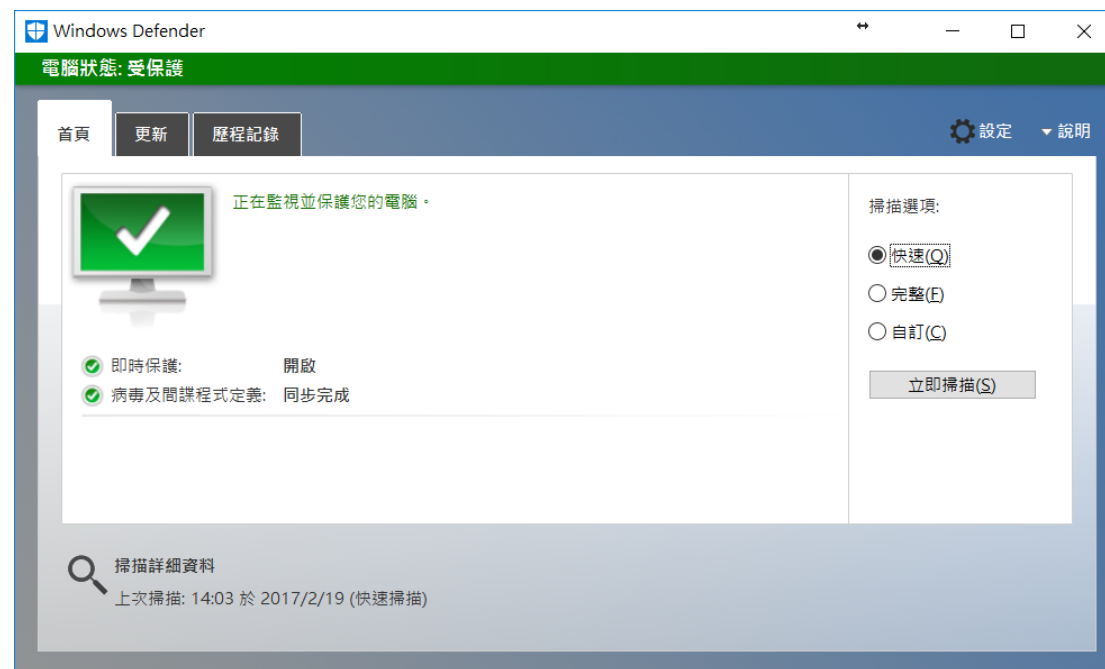 Windows Defender
電腦狀態: 受保護
首頁 更新 歷程記錄 設定 說明
正在監視並保護您的電腦。
即時保護: 開啟
病毒及間諜程式定義: 同步完成
掃描選項:
快速(Q)
完整(F)
自訂(C)
立即掃描(S)
掃描詳細資料
上次掃描: 14:03 於 2017/2/19 (快速掃描)